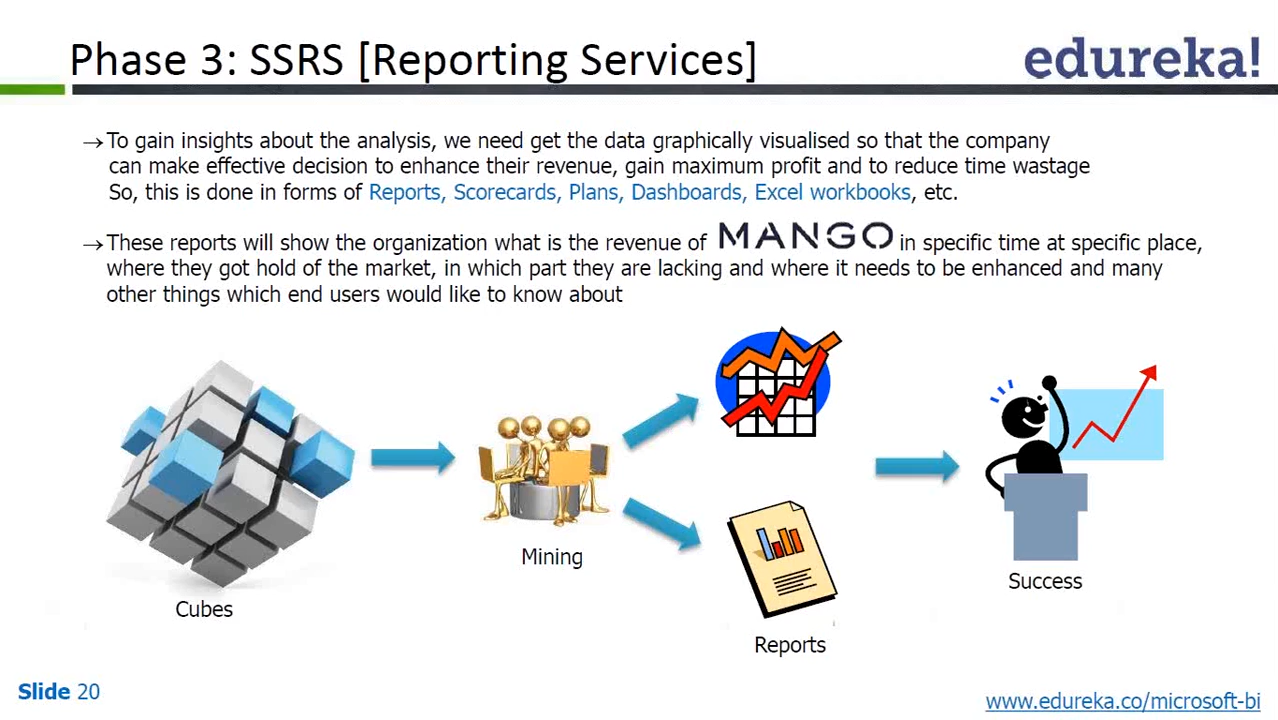 Phase 3: SSRS [Reporting Services]
edureka!
→To gain insights about the analysis, we need get the data graphically visualised so that the company
can make effective decision to enhance their revenue, gain maximum profit and to reduce time wastage
So, this is done in forms of Reports, Scorecards, Plans, Dashboards, Excel workbooks, etc.
→These reports will show the organization what is the revenue of MANGO in specific time at specific place,
where they got hold of the market, in which part they are lacking and where it needs to be enhanced and many
other things which end users would like to know about
Cubes
Mining
Reports
Success
Slide 20
www.edureka.co/microsoft-bi